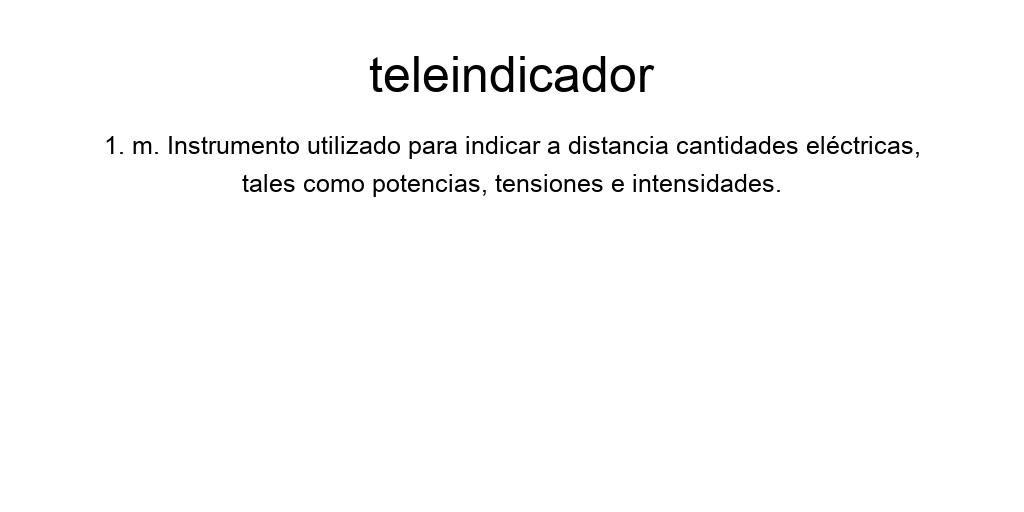 teleindicador
1. m. Instrumento utilizado para indicar a distancia cantidades eléctricas,
tales como potencias, tensiones e intensidades.